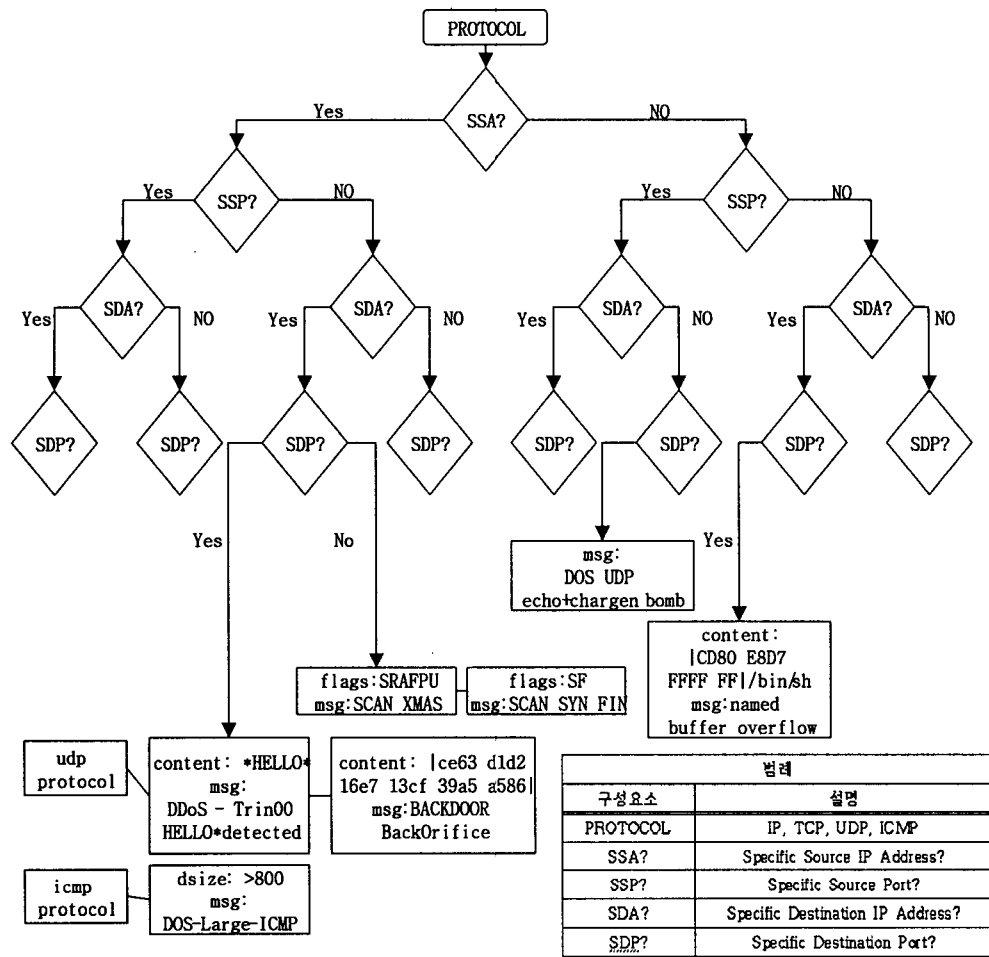 PROTOCOL
SSA?
Yes
NO
SSP?
SSP?
Yes
NO
Yes
NO
SDA?
SDA?
SDA?
SDA?
Yes
NO
Yes
NO
Yes
NO
Yes
NO
SDP?
SDP?
SDP?
SDP?
SDP?
SDP?
SDP?
SDP?
Yes
No
Yes
msg:
DOS UDP
echo+chargen bomb
content:
|CD80 E8D7
FFFF FF|/bin/sh
msg:named
buffer overflow
flags:SRAFPU
msg:SCAN XMAS
flags:SF
msg:SCAN SYN FIN
udp
protocol
content: *HELLO*
msg:
DDoS - Trin00
HELLO*detected
content: |ce63 d1d2
16e7 13cf 39a5 a586|
msg:BACKDOOR
BackOrifice
icmp
protocol
dsize: >800
msg:
DOS-Large-ICMP
범례
구성요소 설명
PROTOCOL IP, TCP, UDP, ICMP
SSA? Specific Source IP Address?
SSP? Specific Source Port?
SDA? Specific Destination IP Address?
SDP? Specific Destination Port?